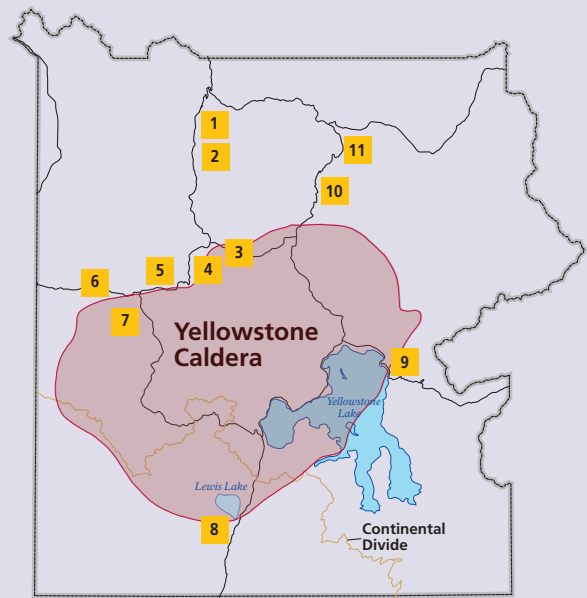 1
2
11
10
3
4
5
6
7
Yellowstone
Caldera
9
Yellowstone
Lake
Lewis Lake
8
Continental
Divide